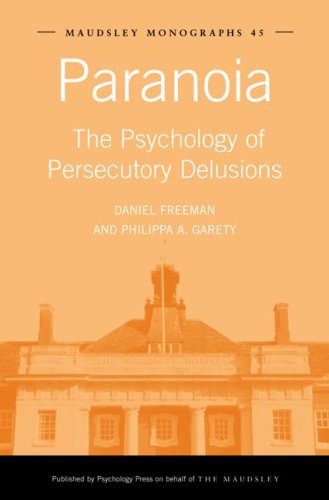 MAUDSLEY MONOGRAPHS 45
Paranoia
The Psychology of
Persecutory Delusions
DANIEL FREEMAN
AND PHILIPPA A. GARETY
Published by Psychology Press on behalf of THE MAUDSLEY